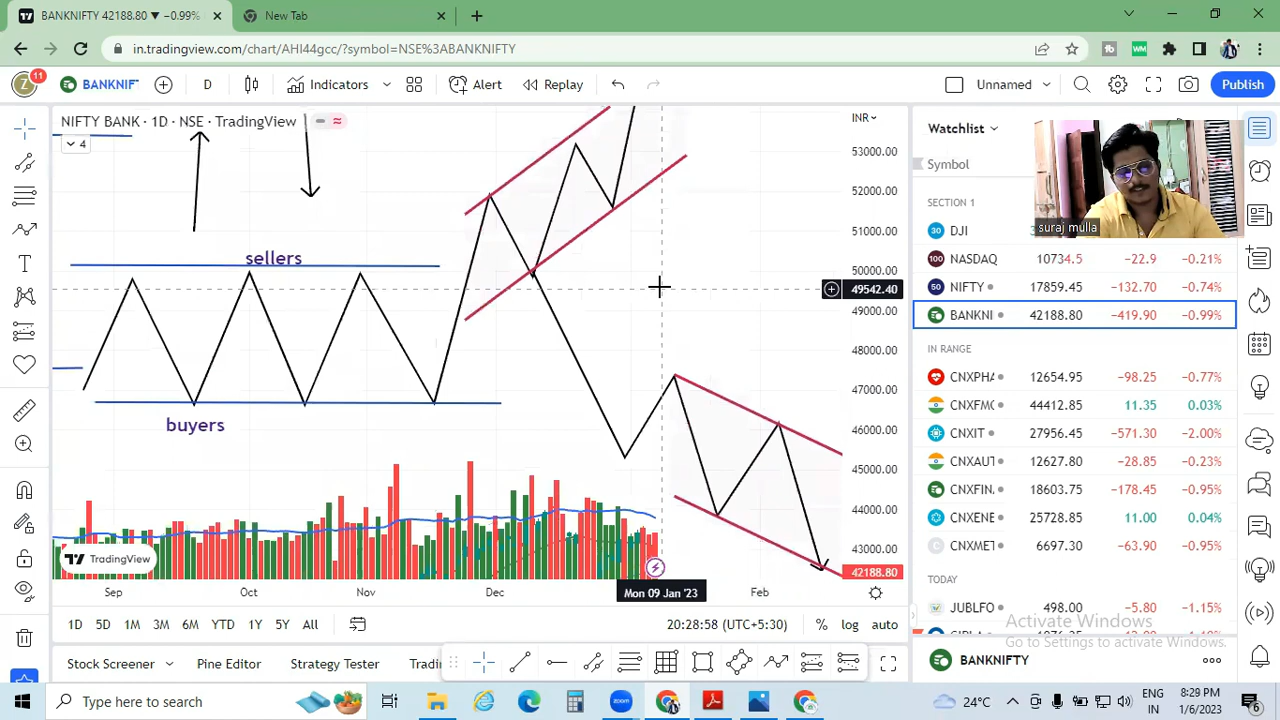 BANKNIFTY 42188.80 ▼ −0.99%
New Tab
in.tradingview.com/chart/AHI44gcc/?symbol=NSE%3ABANKNIFTY
Z 11
BANKNIF
D
Indicators
Alert
Replay
Unnamed
Publish
NIFTY BANK · 1D · NSE · TradingView
4
INR
53000.00
52000.00
51000.00
50000.00
49542.40
49000.00
48000.00
47000.00
46000.00
45000.00
44000.00
43000.00
42188.80
sellers
buyers
TradingView
Sep
Oct
Nov
Dec
Mon 09 Jan '23
Feb
1D 5D 1M 3M 6M YTD 1Y 5Y All
20:28:58 (UTC+5:30)
% log auto
Stock Screener
Pine Editor
Strategy Tester
Tradi
Watchlist
Symbol
suraj mulla
SECTION 1
30 DJI
100 NASDAQ 10734.5 −22.9 −0.21%
50 NIFTY 17859.45 −132.70 −0.74%
BANKNI 42188.80 −419.90 −0.99%
IN RANGE
CNXPHA 12654.95 −98.25 −0.77%
CNXFMC 44412.85 11.35 0.03%
CNXIT 27956.45 −571.30 −2.00%
CNXAUT 12627.80 −28.85 −0.23%
CNXFIN 18603.75 −178.45 −0.95%
CNXENE 25728.85 11.00 0.04%
CNXMET 6697.30 −63.90 −0.95%
TODAY
JUBLFO 498.00 −5.80 −1.15%
Activate Windows
Go to Settings to activate Windows.
BANKNIFTY
Type here to search
zoom
24°C
ENG
IN
8:29 PM
1/6/2023
6